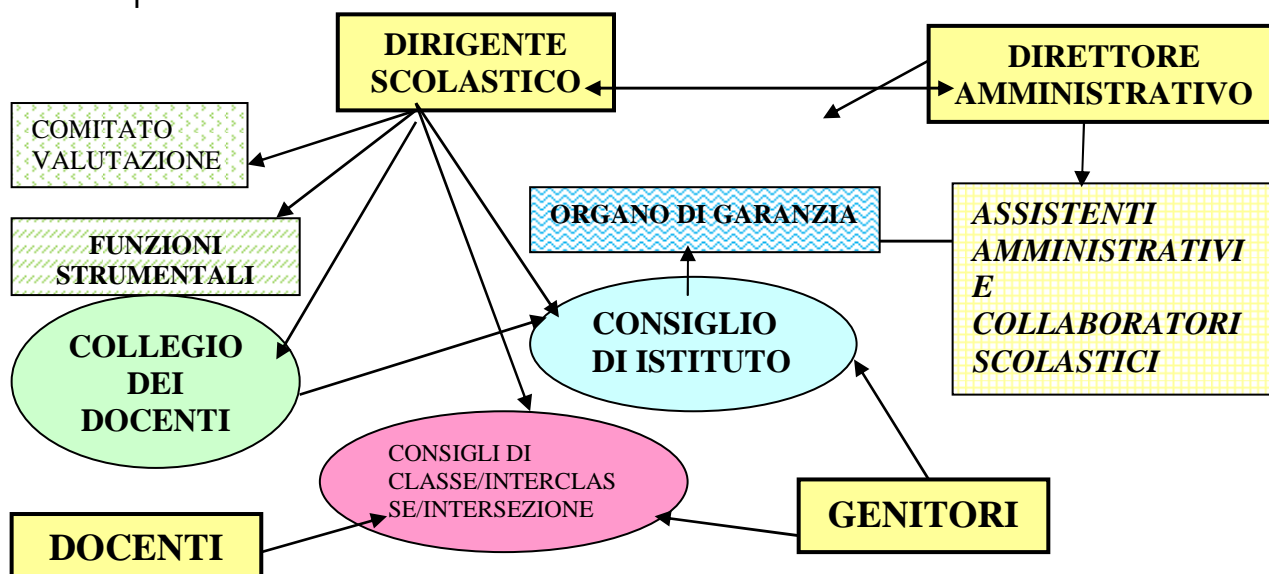 DIRIGENTE
SCOLASTICO
DIRETTORE
AMMINISTRATIVO
COMITATO
VALUTAZIONE
ORGANO DI GARANZIA
ASSISTENTI
AMMINISTRATIVI
E
COLLABORATORI
SCOLASTICI
FUNZIONI
STRUMENTALI
COLLEGIO
DEI
DOCENTI
CONSIGLIO
DI ISTITUTO
CONSIGLI DI
CLASSE/INTERCLAS
SE/INTERSEZIONE
DOCENTI
GENITORI